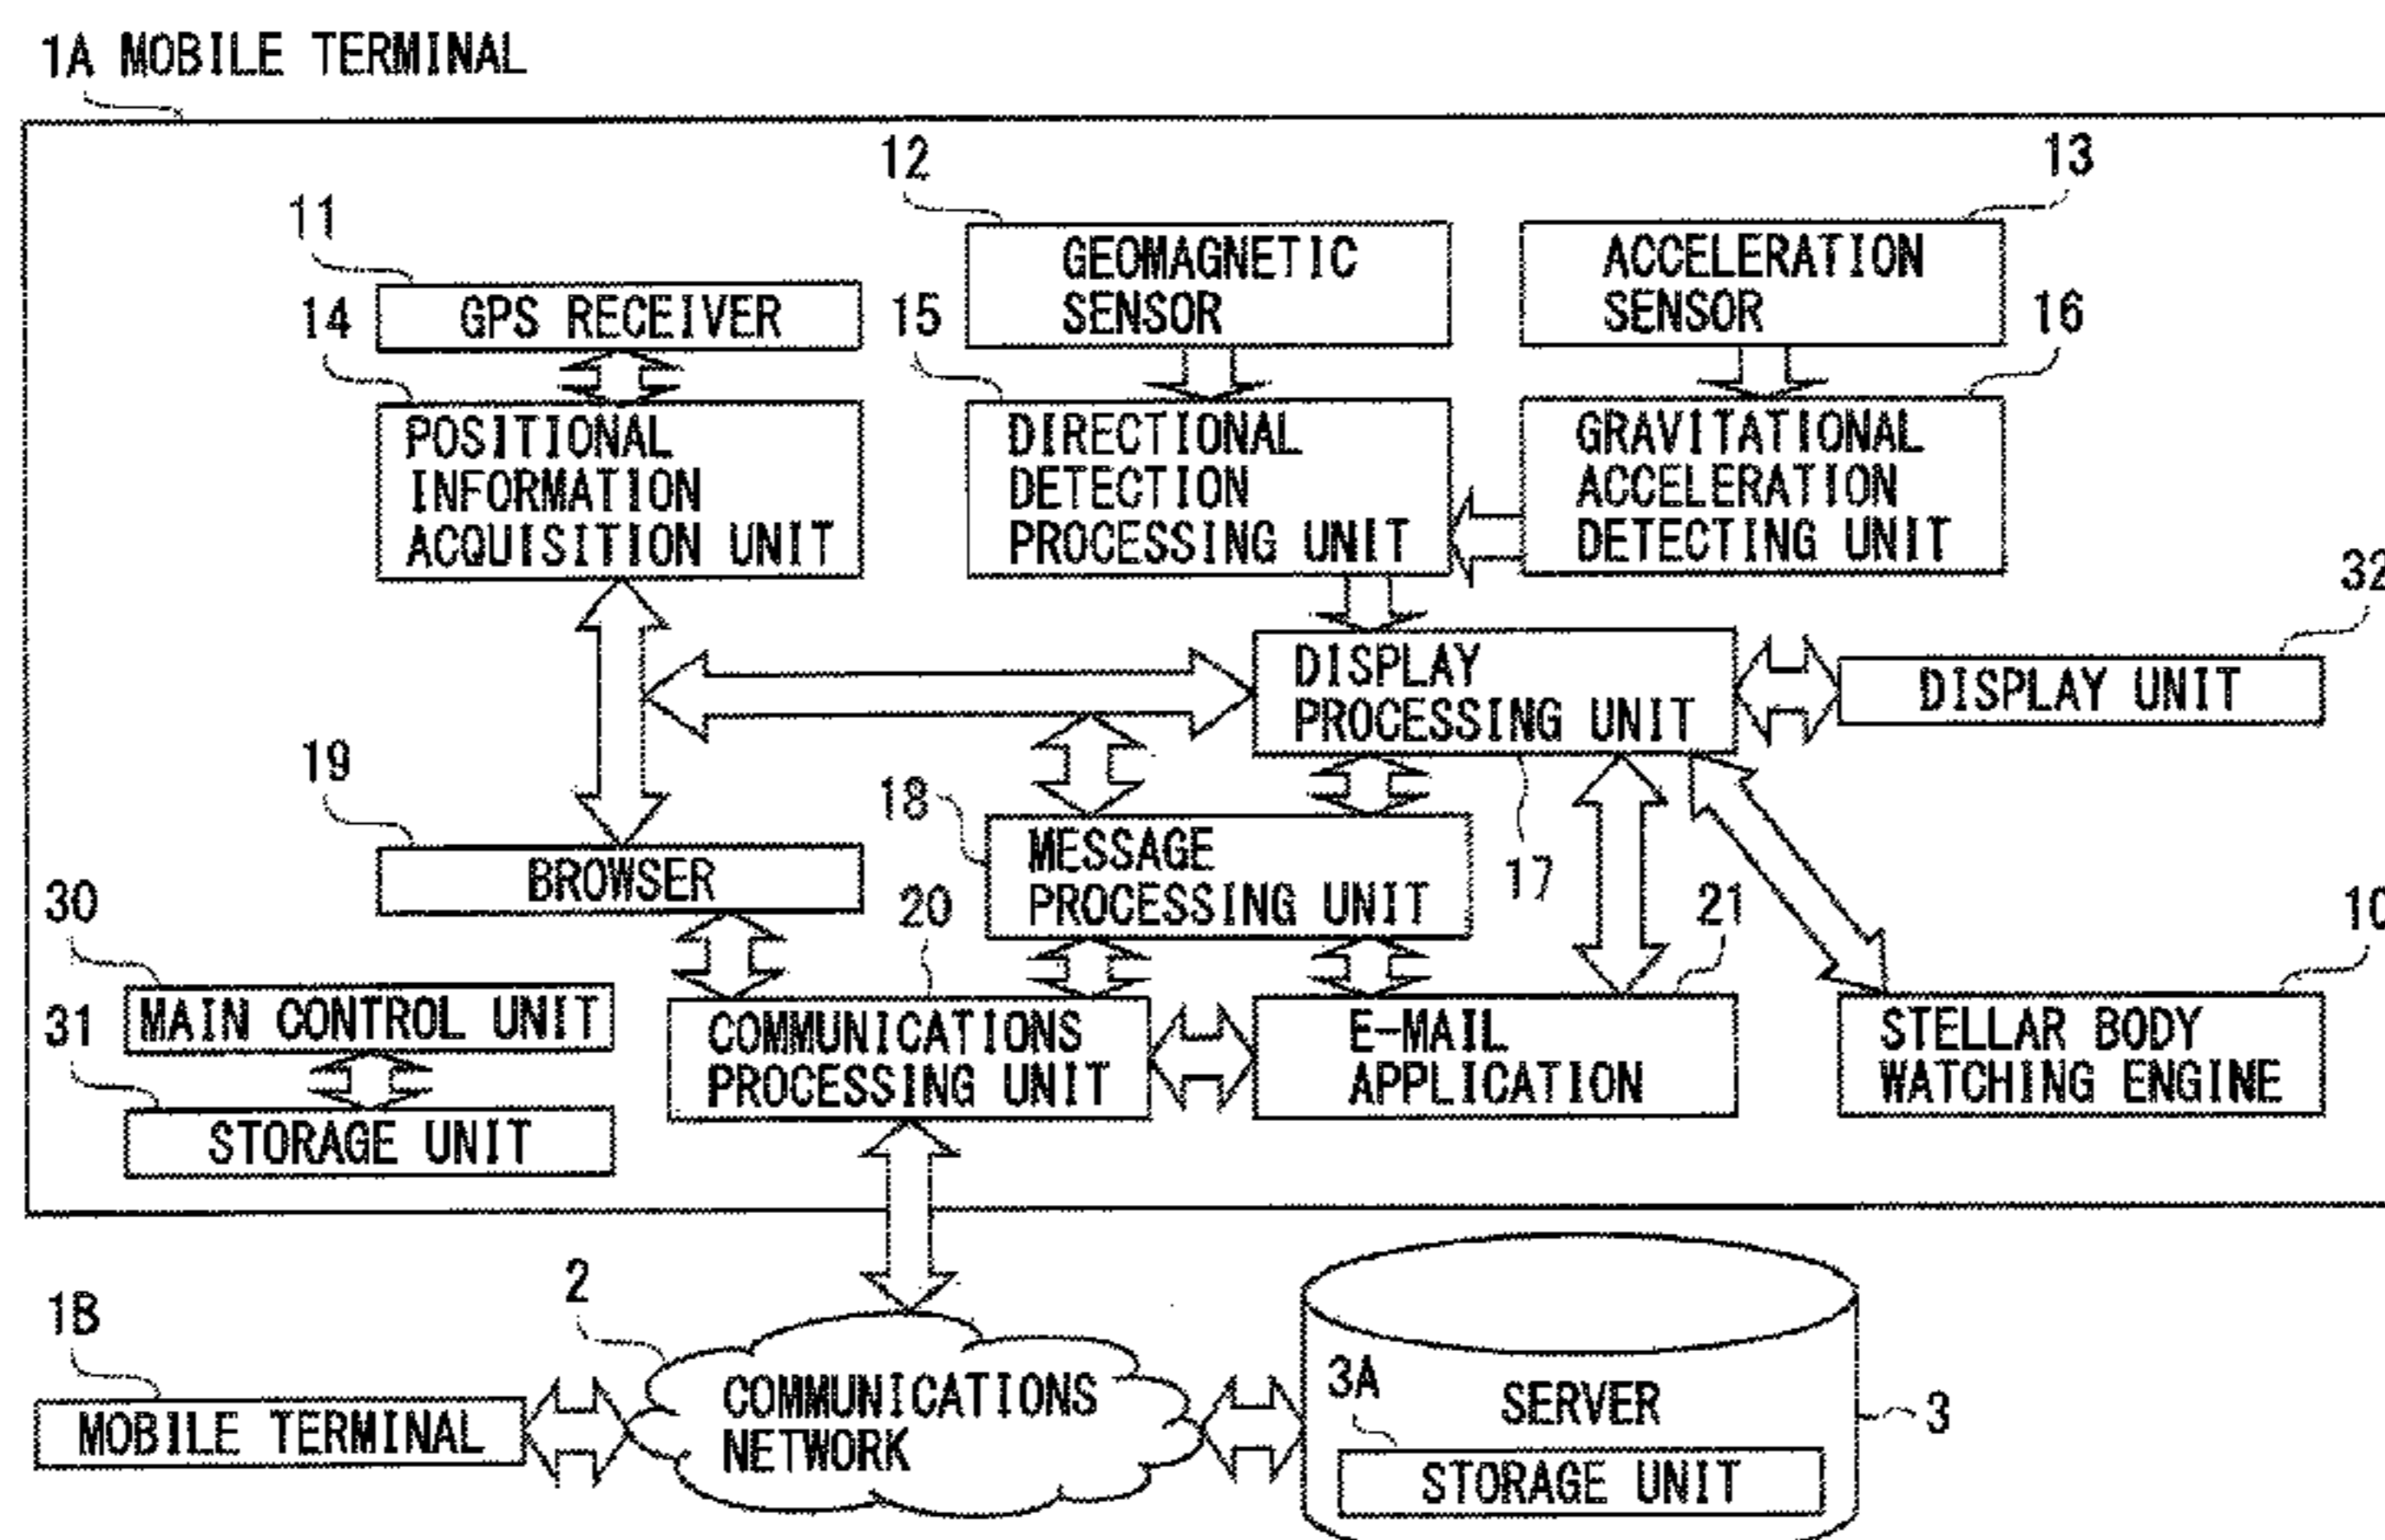 1A MOBILE TERMINAL
12
13
11
GEOMAGNETIC
SENSOR
ACCELERATION
SENSOR
GPS RECEIVER
14
15
16
POSITIONAL
INFORMATION
ACQUISITION UNIT
DIRECTIONAL
DETECTION
PROCESSING UNIT
GRAVITATIONAL
ACCELERATION
DETECTING UNIT
32
DISPLAY
PROCESSING UNIT
DISPLAY UNIT
19
18
BROWSER
MESSAGE
PROCESSING UNIT
17
30
20
21
10
MAIN CONTROL UNIT
31
STORAGE UNIT
COMMUNICATIONS
PROCESSING UNIT
E-MAIL
APPLICATION
STELLAR BODY
WATCHING ENGINE
2
1B
MOBILE TERMINAL
COMMUNICATIONS
NETWORK
3A
SERVER
3
STORAGE UNIT